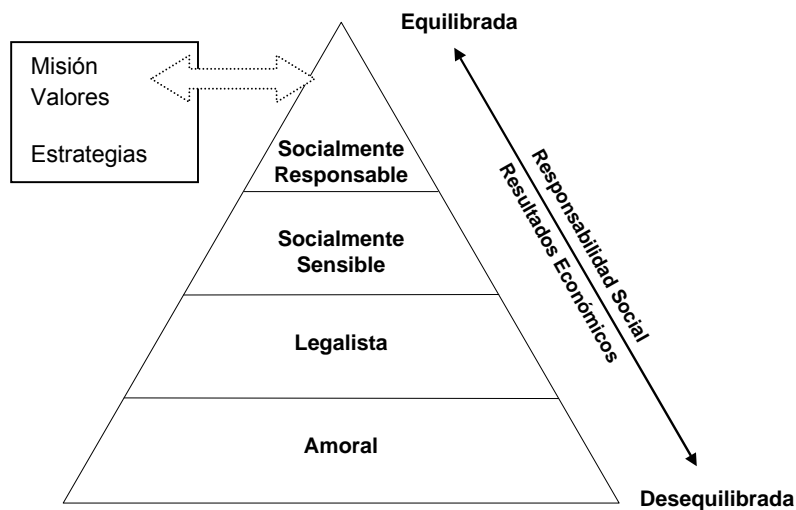 Equilibrada
Misión
Valores
Estrategias
Socialmente
Responsable
Socialmente
Sensible
Legalista
Amoral
Responsabilidad Social
Resultados Económicos
Desequilibrada